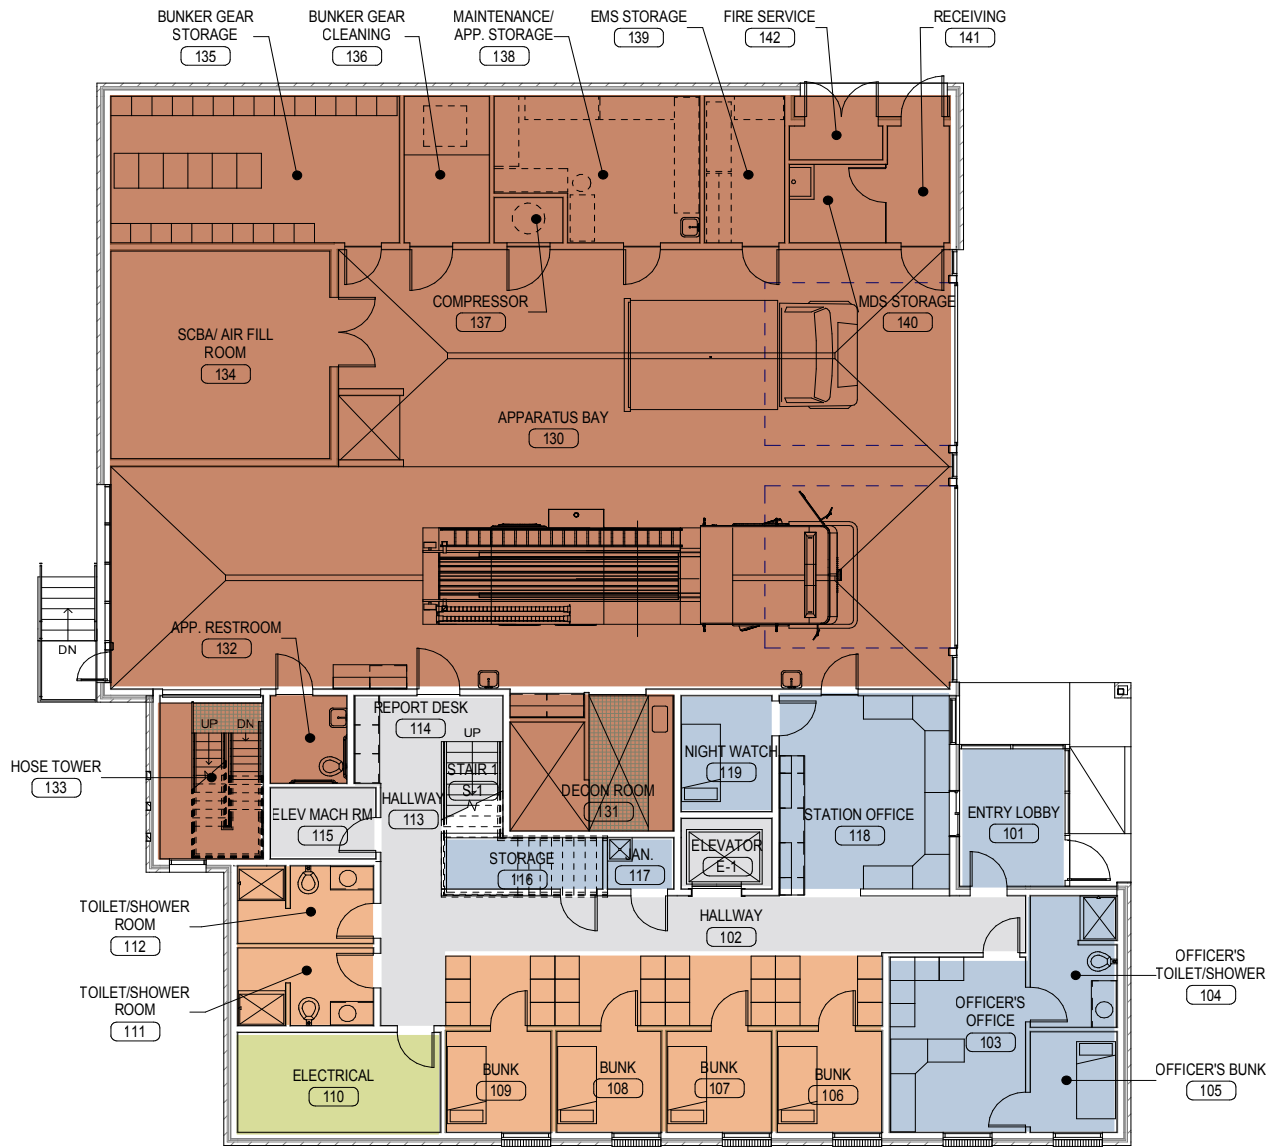 BUNKER GEAR
STORAGE
135
BUNKER GEAR
CLEANING
136
MAINTENANCE/
APP. STORAGE
138
EMS STORAGE
139
FIRE SERVICE
142
RECEIVING
141
COMPRESSOR
137
MDS STORAGE
140
SCBA/ AIR FILL
ROOM
134
APPARATUS BAY
130
DN
APP. RESTROOM
132
REPORT DESK
114
UP
DN
UP
STAIR 1
S-1
NIGHT WATCH
119
HOSE TOWER
133
ELEV MACH RM
115
HALLWAY
113
DECON ROOM
131
STATION OFFICE
118
ENTRY LOBBY
101
ELEVATOR
E-1
STORAGE
116
AN.
117
TOILET/SHOWER
ROOM
112
HALLWAY
102
OFFICER'S
TOILET/SHOWER
104
TOILET/SHOWER
ROOM
111
OFFICER'S
OFFICE
103
ELECTRICAL
110
BUNK
109
BUNK
108
BUNK
107
BUNK
106
OFFICER'S BUNK
105